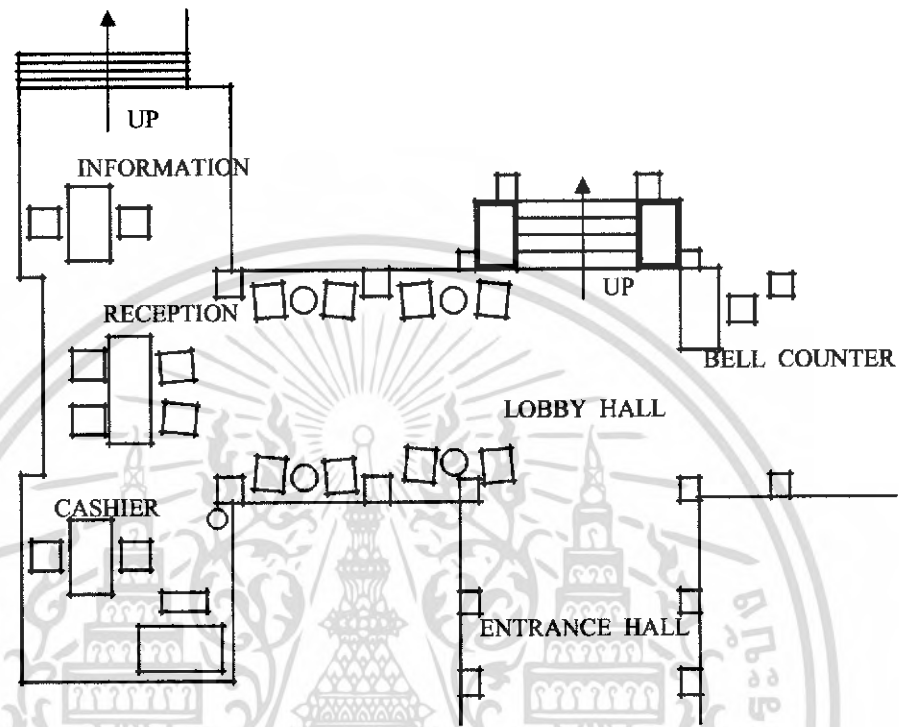 UP
INFORMATION
UP
RECEPTION
BELL COUNTER
LOBBY HALL
CASHIER
ENTRANCE HALL